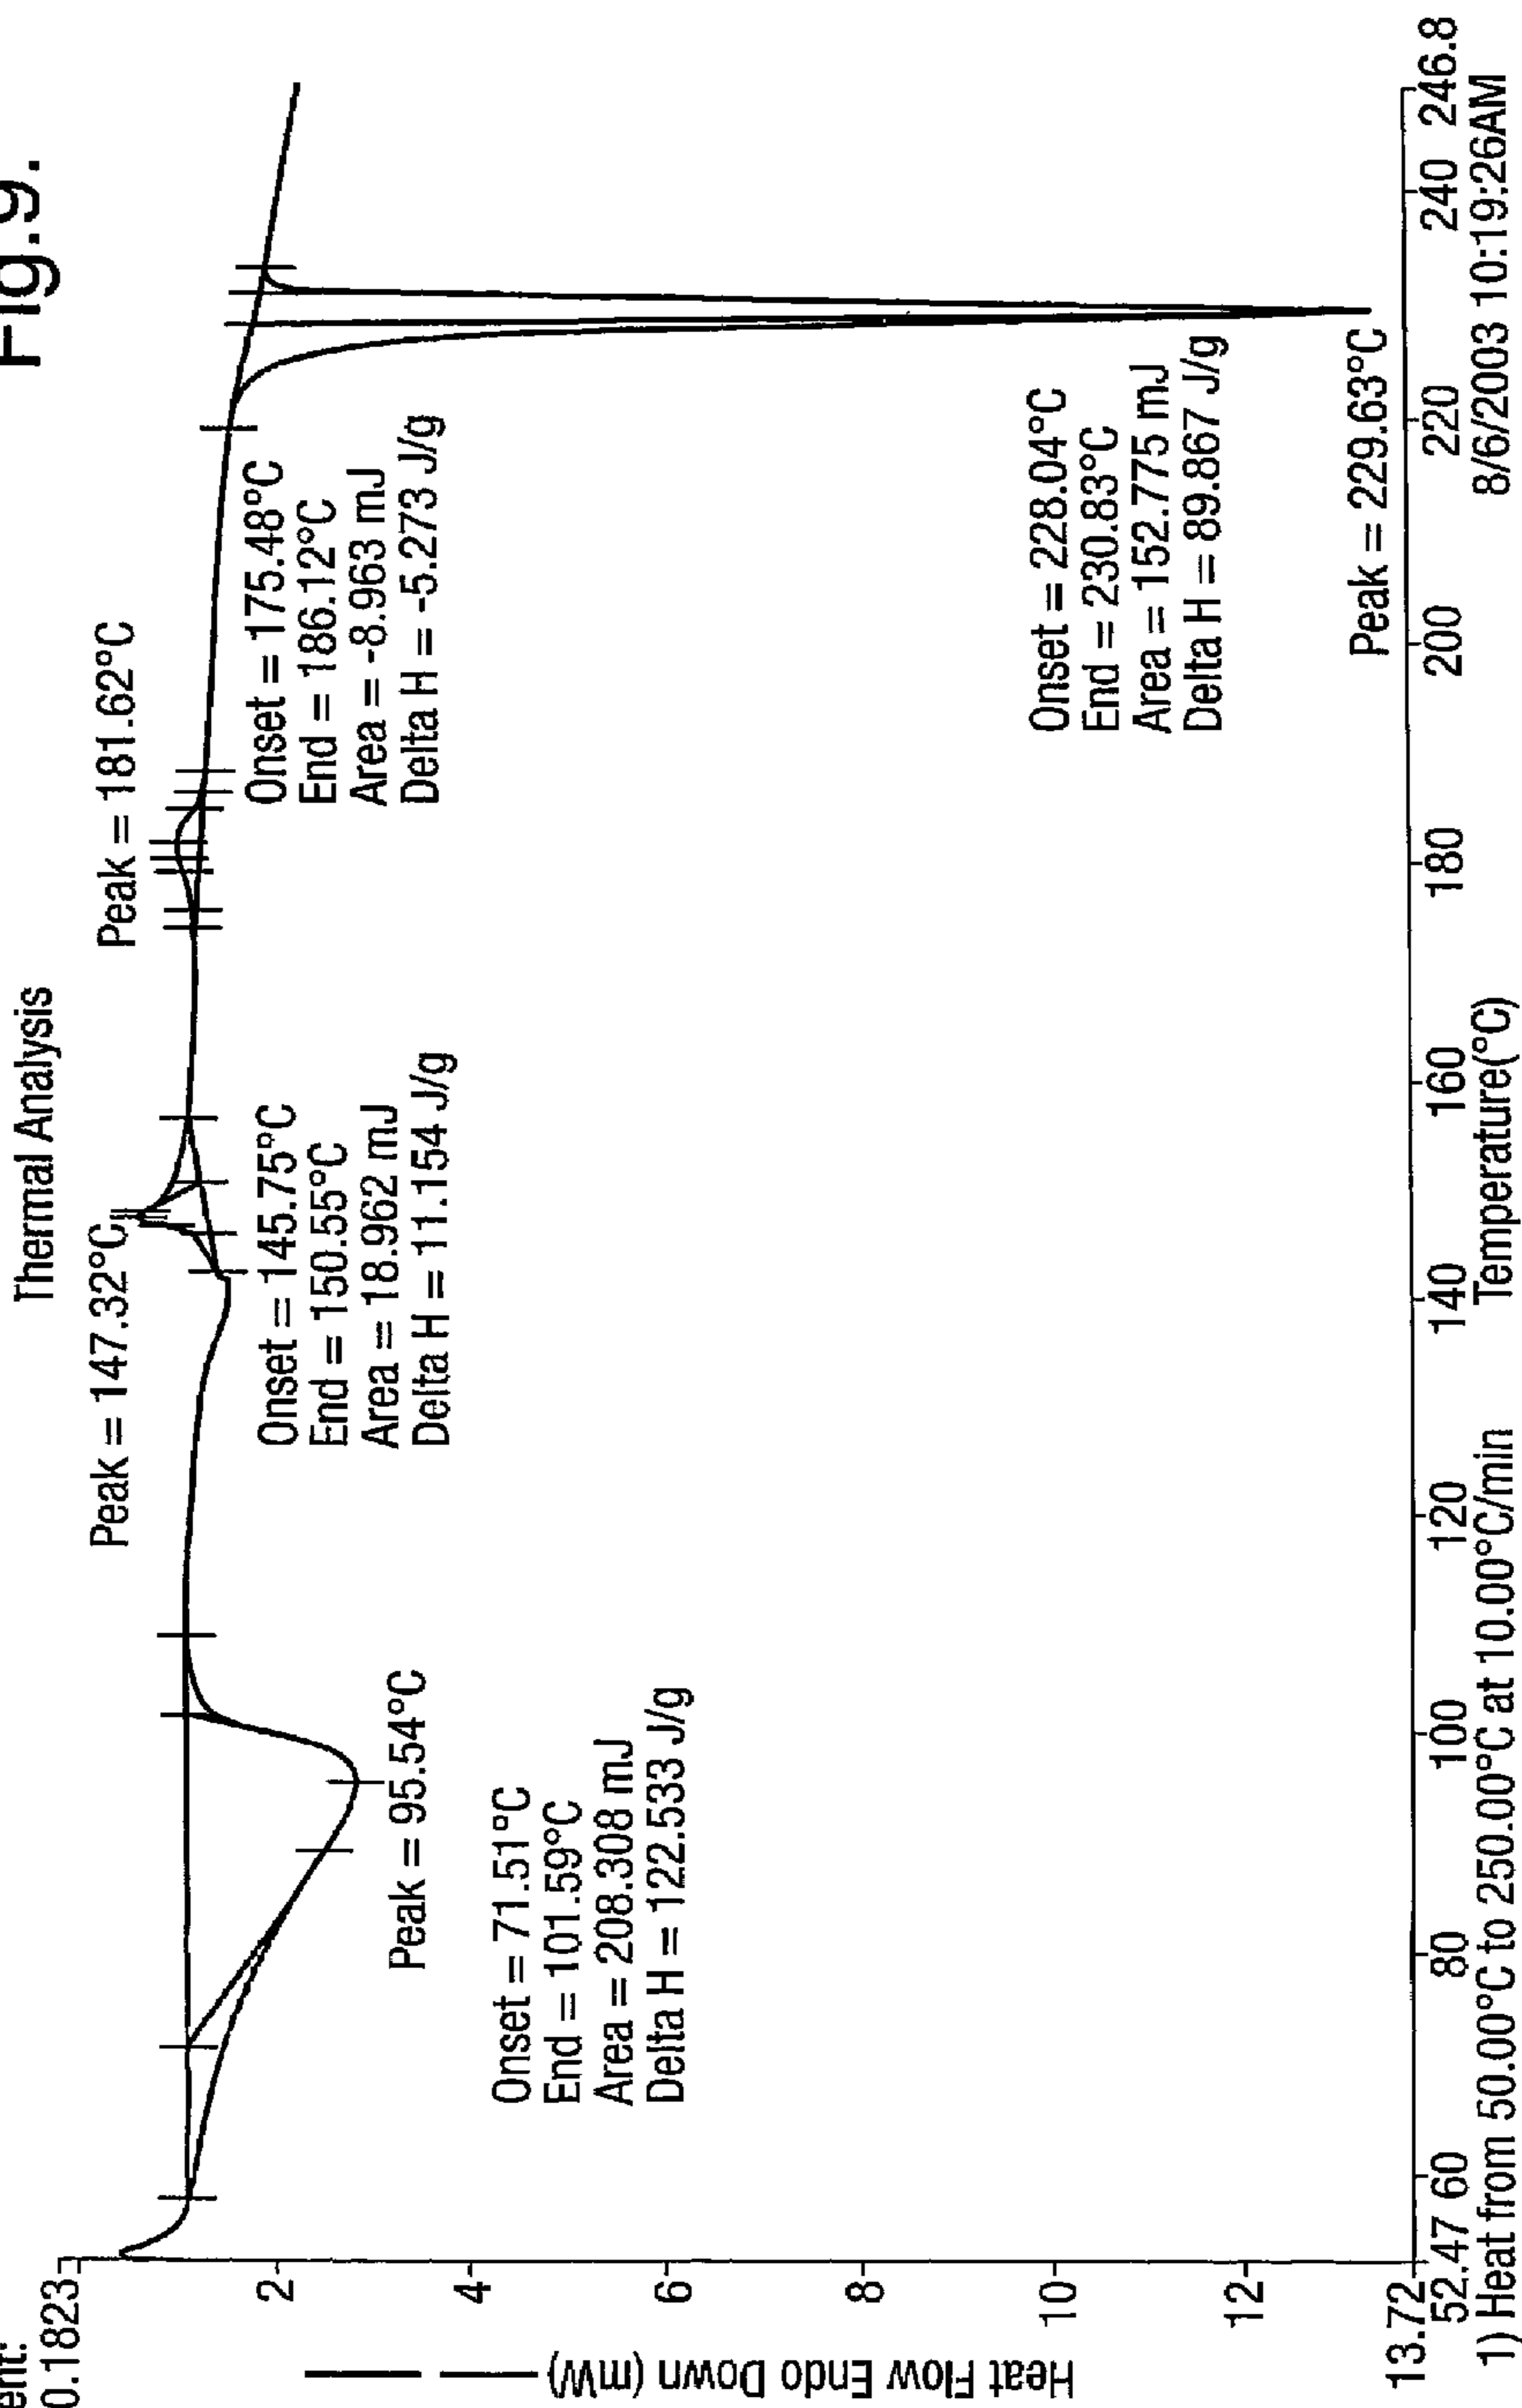 Fig.9.
Thermal Analysis
ent:
0.1823
2
4
6
8
10
12
13.72
Heat Flow Endo Down (mW)
Peak = 95.54°C
Onset = 71.51°C
End = 101.59°C
Area = 208.308 mJ
Delta H = 122.533 J/g
Peak = 147.32°C
Onset = 145.75°C
End = 150.55°C
Area = 18.962 mJ
Delta H = 11.154 J/g
Peak = 181.62°C
Onset = 175.48°C
End = 186.12°C
Area = -8.963 mJ
Delta H = -5.273 J/g
Onset = 228.04°C
End = 230.83°C
Area = 152.775 mJ
Delta H = 89.867 J/g
Peak = 229.63°C
52.47 60 80 100 120 140 160 180 200 220 240 246.8
Temperature(°C)
1) Heat from 50.00°C to 250.00°C at 10.00°C/min
8/6/2003 10:19:26AM